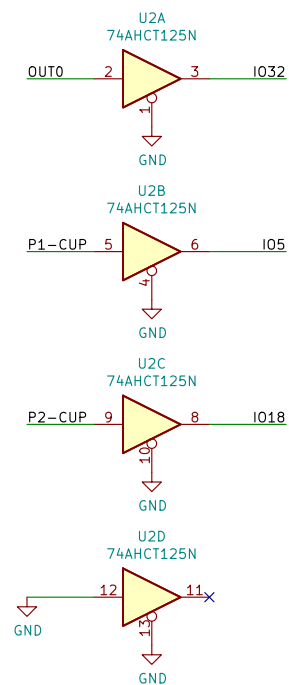 U2A
74AHCT125N
OUT0 2 3 IO32
1
GND
U2B
74AHCT125N
P1-CUP 5 6 IO5
4
GND
U2C
74AHCT125N
P2-CUP 9 8 IO18
10
GND
U2D
74AHCT125N
12 11
13
GND
GND